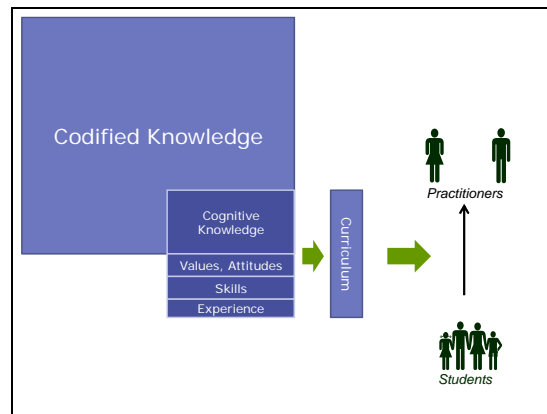 Codified Knowledge
Cognitive
Knowledge
Values, Attitudes
Skills
Experience
Curriculum
Practitioners
Students